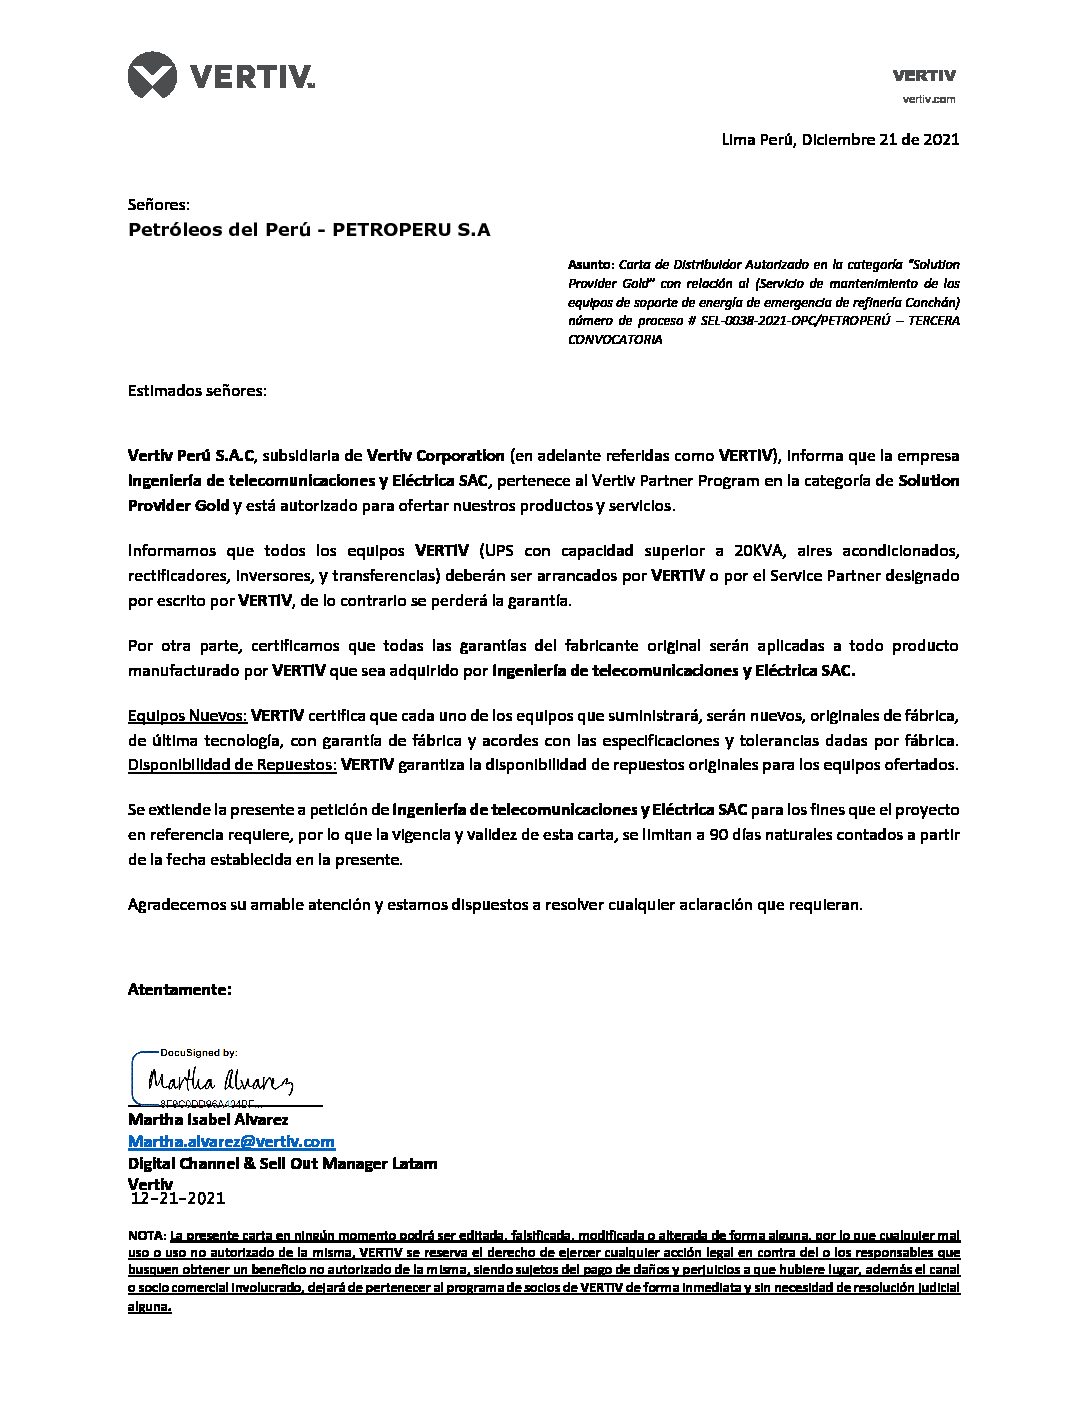 VERTIV™
VERTIV
vertiv.com
Lima Perú, Diciembre 21 de 2021
Señores:
Petróleos del Perú - PETROPERU S.A
Asunto: Carta de Distribuidor Autorizado en la categoría "Solution
Provider Gold" con relación al (Servicio de mantenimiento de los
equipos de soporte de energía de emergencia de refinería Conchán)
número de proceso # SEL-0038-2021-OPC/PETROPERÚ – TERCERA
CONVOCATORIA
Estimados señores:
Vertiv Perú S.A.C, subsidiaria de Vertiv Corporation (en adelante referidas como VERTIV), informa que la empresa
Ingeniería de telecomunicaciones y Eléctrica SAC, pertenece al Vertiv Partner Program en la categoría de Solution
Provider Gold y está autorizado para ofertar nuestros productos y servicios.
Informamos que todos los equipos VERTIV (UPS con capacidad superior a 20KVA, aires acondicionados,
rectificadores, inversores, y transferencias) deberán ser arrancados por VERTIV o por el Service Partner designado
por escrito por VERTIV, de lo contrario se perderá la garantía.
Por otra parte, certificamos que todas las garantías del fabricante original serán aplicadas a todo producto
manufacturado por VERTIV que sea adquirido por Ingeniería de telecomunicaciones y Eléctrica SAC.
Equipos Nuevos: VERTIV certifica que cada uno de los equipos que suministrará, serán nuevos, originales de fábrica,
de última tecnología, con garantía de fábrica y acordes con las especificaciones y tolerancias dadas por fábrica.
Disponibilidad de Repuestos: VERTIV garantiza la disponibilidad de repuestos originales para los equipos ofertados.
Se extiende la presente a petición de Ingeniería de telecomunicaciones y Eléctrica SAC para los fines que el proyecto
en referencia requiere, por lo que la vigencia y validez de esta carta, se limitan a 90 días naturales contados a partir
de la fecha establecida en la presente.
Agradecemos su amable atención y estamos dispuestos a resolver cualquier aclaración que requieran.
Atentamente:
DocuSigned by:
Martha Alvarez
Martha Isabel Alvarez
Martha.alvarez@vertiv.com
Digital Channel & Sell Out Manager Latam
Vertiv
12-21-2021
NOTA: La presente carta en ningún momento podrá ser editada, falsificada, modificada o alterada de forma alguna, por lo que cualquier mal
uso o uso no autorizado de la misma, VERTIV se reserva el derecho de ejercer cualquier acción legal en contra del o los responsables que
busquen obtener un beneficio no autorizado de la misma, siendo sujetos del pago de daños y perjuicios a que hubiere lugar, además el canal
o socio comercial involucrado, dejará de pertenecer al programa de socios de VERTIV de forma inmediata y sin necesidad de resolución judicial
alguna.